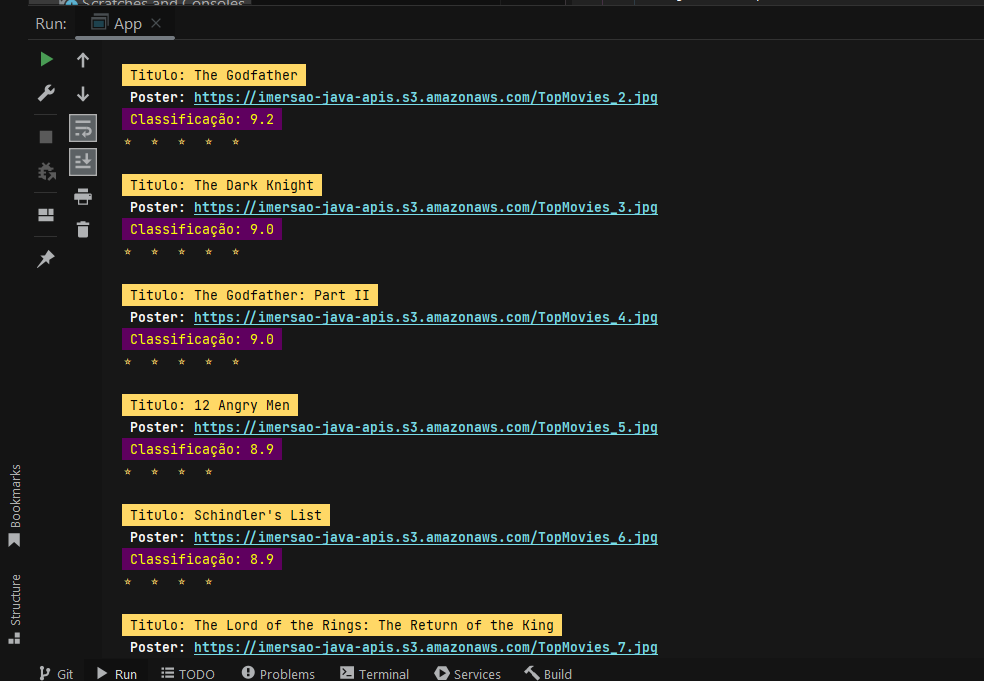 Scratches and Consoles
Run: App
Titulo: The Godfather
Poster: https://imersao-java-apis.s3.amazonaws.com/TopMovies_2.jpg
Classificação: 9.2
⭐ ⭐ ⭐ ⭐ ⭐
Titulo: The Dark Knight
Poster: https://imersao-java-apis.s3.amazonaws.com/TopMovies_3.jpg
Classificação: 9.0
⭐ ⭐ ⭐ ⭐ ⭐
Titulo: The Godfather: Part II
Poster: https://imersao-java-apis.s3.amazonaws.com/TopMovies_4.jpg
Classificação: 9.0
⭐ ⭐ ⭐ ⭐ ⭐
Titulo: 12 Angry Men
Poster: https://imersao-java-apis.s3.amazonaws.com/TopMovies_5.jpg
Classificação: 8.9
⭐ ⭐ ⭐ ⭐
Titulo: Schindler's List
Poster: https://imersao-java-apis.s3.amazonaws.com/TopMovies_6.jpg
Classificação: 8.9
⭐ ⭐ ⭐ ⭐
Titulo: The Lord of the Rings: The Return of the King
Poster: https://imersao-java-apis.s3.amazonaws.com/TopMovies_7.jpg
Bookmarks
Structure
Git Run TODO Problems Terminal Services Build